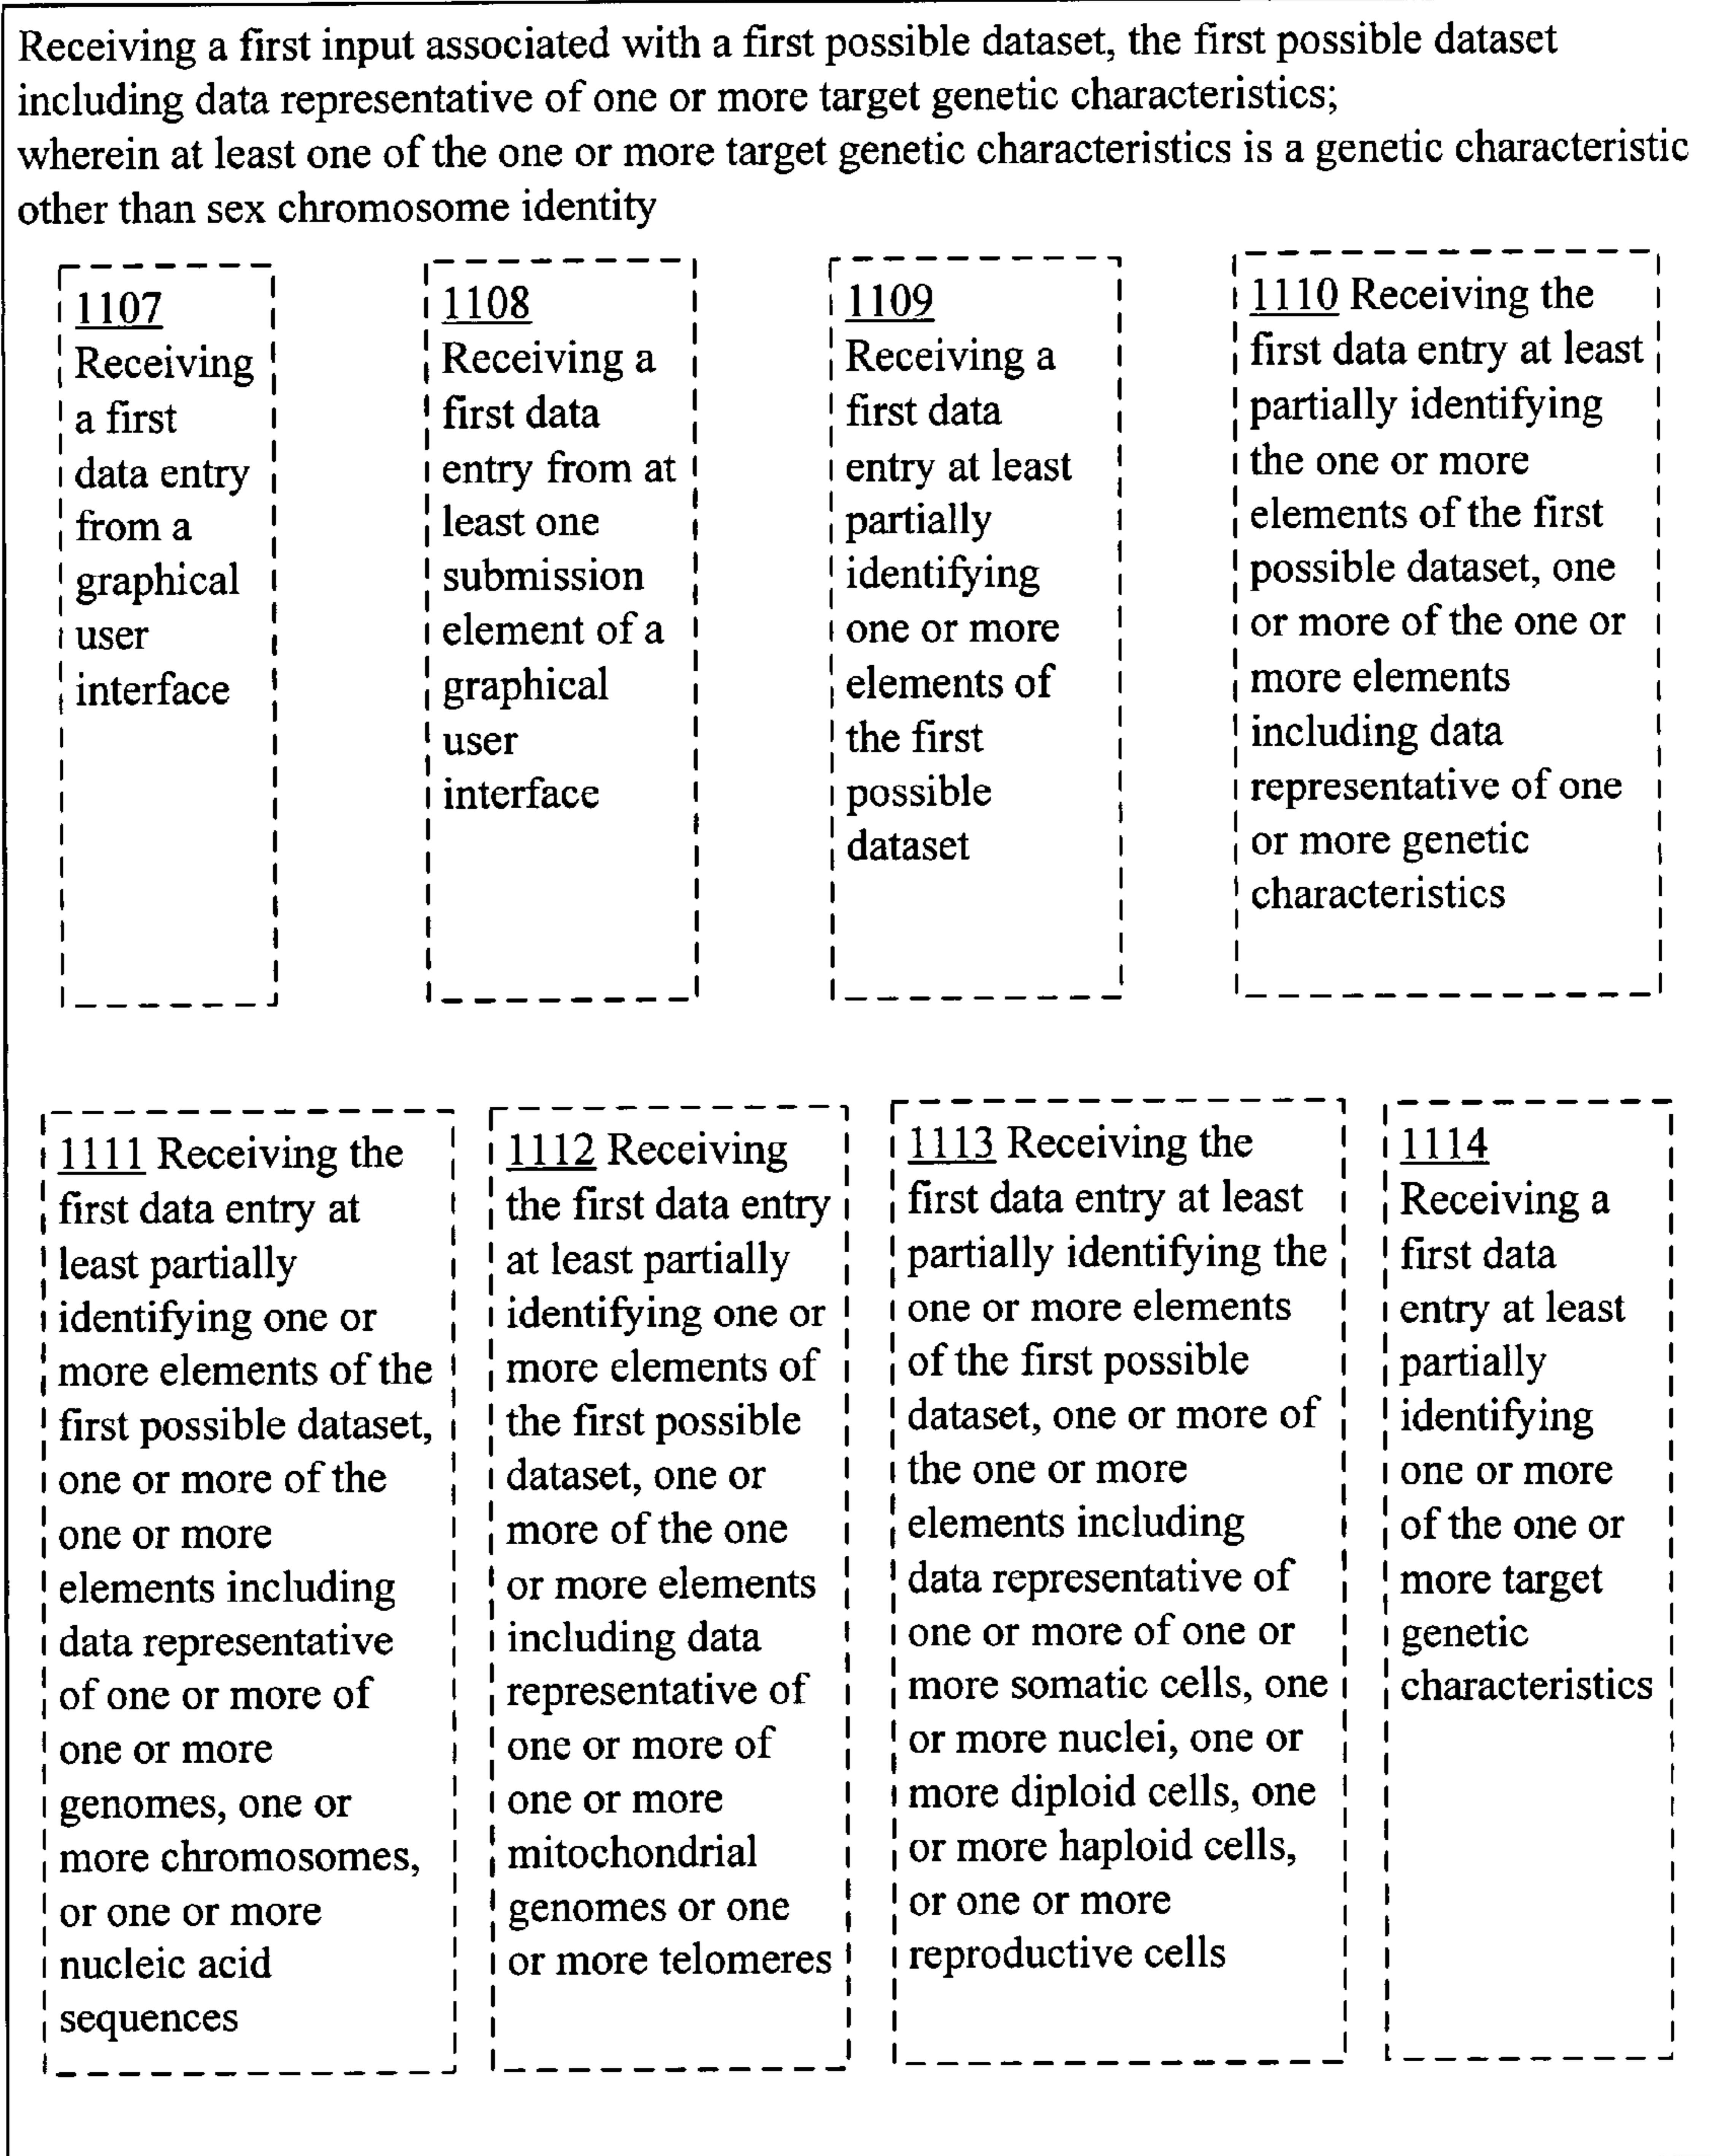 Receiving a first input associated with a first possible dataset, the first possible dataset
including data representative of one or more target genetic characteristics;
wherein at least one of the one or more target genetic characteristics is a genetic characteristic
other than sex chromosome identity
1107
Receiving
a first
data entry
from a
graphical
user
interface
1108
Receiving a
first data
entry from at
least one
submission
element of a
graphical
user
interface
1109
Receiving a
first data
entry at least
partially
identifying
one or more
elements of
the first
possible
dataset
1110 Receiving the
first data entry at least
partially identifying
the one or more
elements of the first
possible dataset, one
or more of the one or
more elements
including data
representative of one
or more genetic
characteristics
1111 Receiving the
first data entry at
least partially
identifying one or
more elements of the
first possible dataset,
one or more of the
one or more
elements including
data representative
of one or more of
one or more
genomes, one or
more chromosomes,
or one or more
nucleic acid
sequences
1112 Receiving
the first data entry
at least partially
identifying one or
more elements of
the first possible
dataset, one or
more of the one
or more elements
including data
representative of
one or more of
one or more
mitochondrial
genomes or one
or more telomeres
1113 Receiving the
first data entry at least
partially identifying the
one or more elements
of the first possible
dataset, one or more of
the one or more
elements including
data representative of
one or more of one or
more somatic cells, one
or more nuclei, one or
more diploid cells, one
or more haploid cells,
or one or more
reproductive cells
1114
Receiving a
first data
entry at least
partially
identifying
one or more
of the one or
more target
genetic
characteristics